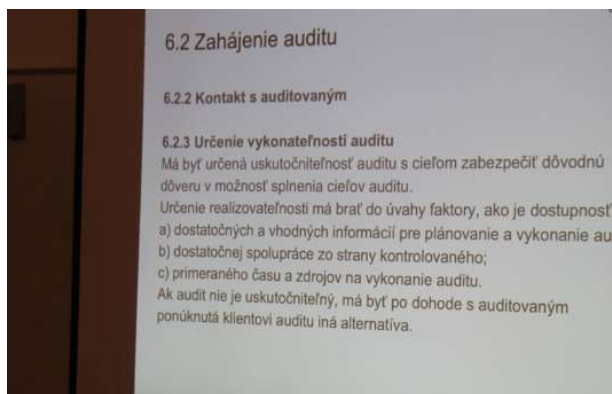 6.2 Zahájenie auditu
6.2.2 Kontakt s auditovaným
6.2.3 Určenie vykonateľnosti auditu
Má byť určená uskutočniteľnosť auditu s cieľom zabezpečiť dôvodnú
dôveru v možnosť splnenia cieľov auditu.
Určenie realizovateľnosti má brať do úvahy faktory, ako je dostupnosť
a) dostatočných a vhodných informácií pre plánovanie a vykonanie au
b) dostatočnej spolupráce zo strany kontrolovaného;
c) primeraného času a zdrojov na vykonanie auditu.
Ak audit nie je uskutočniteľný, má byť po dohode s auditovaným
ponúknutá klientovi auditu iná alternatíva.